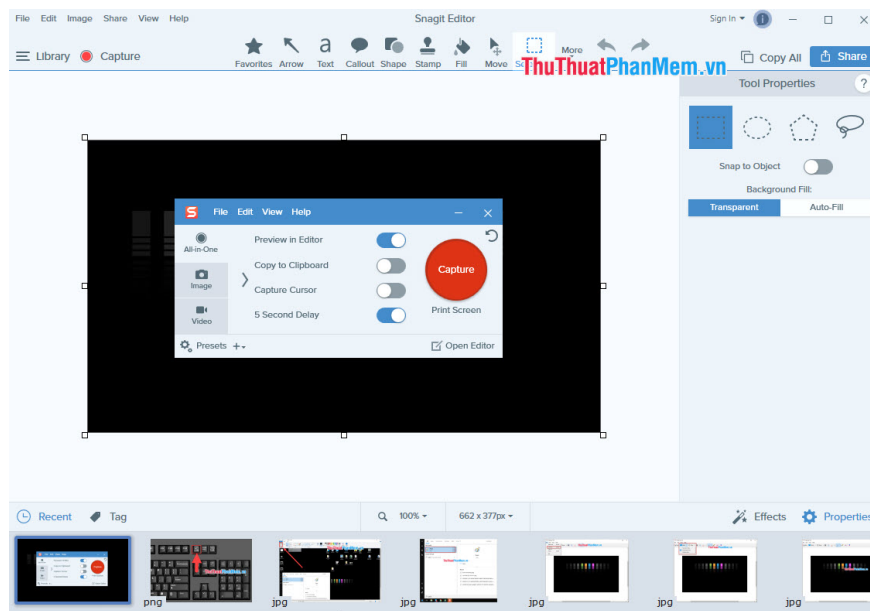 File Edit Image Share View Help
Snagit Editor
Sign In
Library Capture
Favorites Arrow Text Callout Shape Stamp Fill Move
More
ThuThuatPhanMem.vn
Copy All Share
Tool Properties
?
Snap to Object
Background Fill:
Transparent Auto-Fill
S File Edit View Help
All-in-One
Image
Video
Preview in Editor
Copy to Clipboard
Capture Cursor
5 Second Delay
Capture
Print Screen
Presets +
Open Editor
Recent Tag
100%
662 x 377px
Effects Properties
png jpg jpg jpg jpg jpg